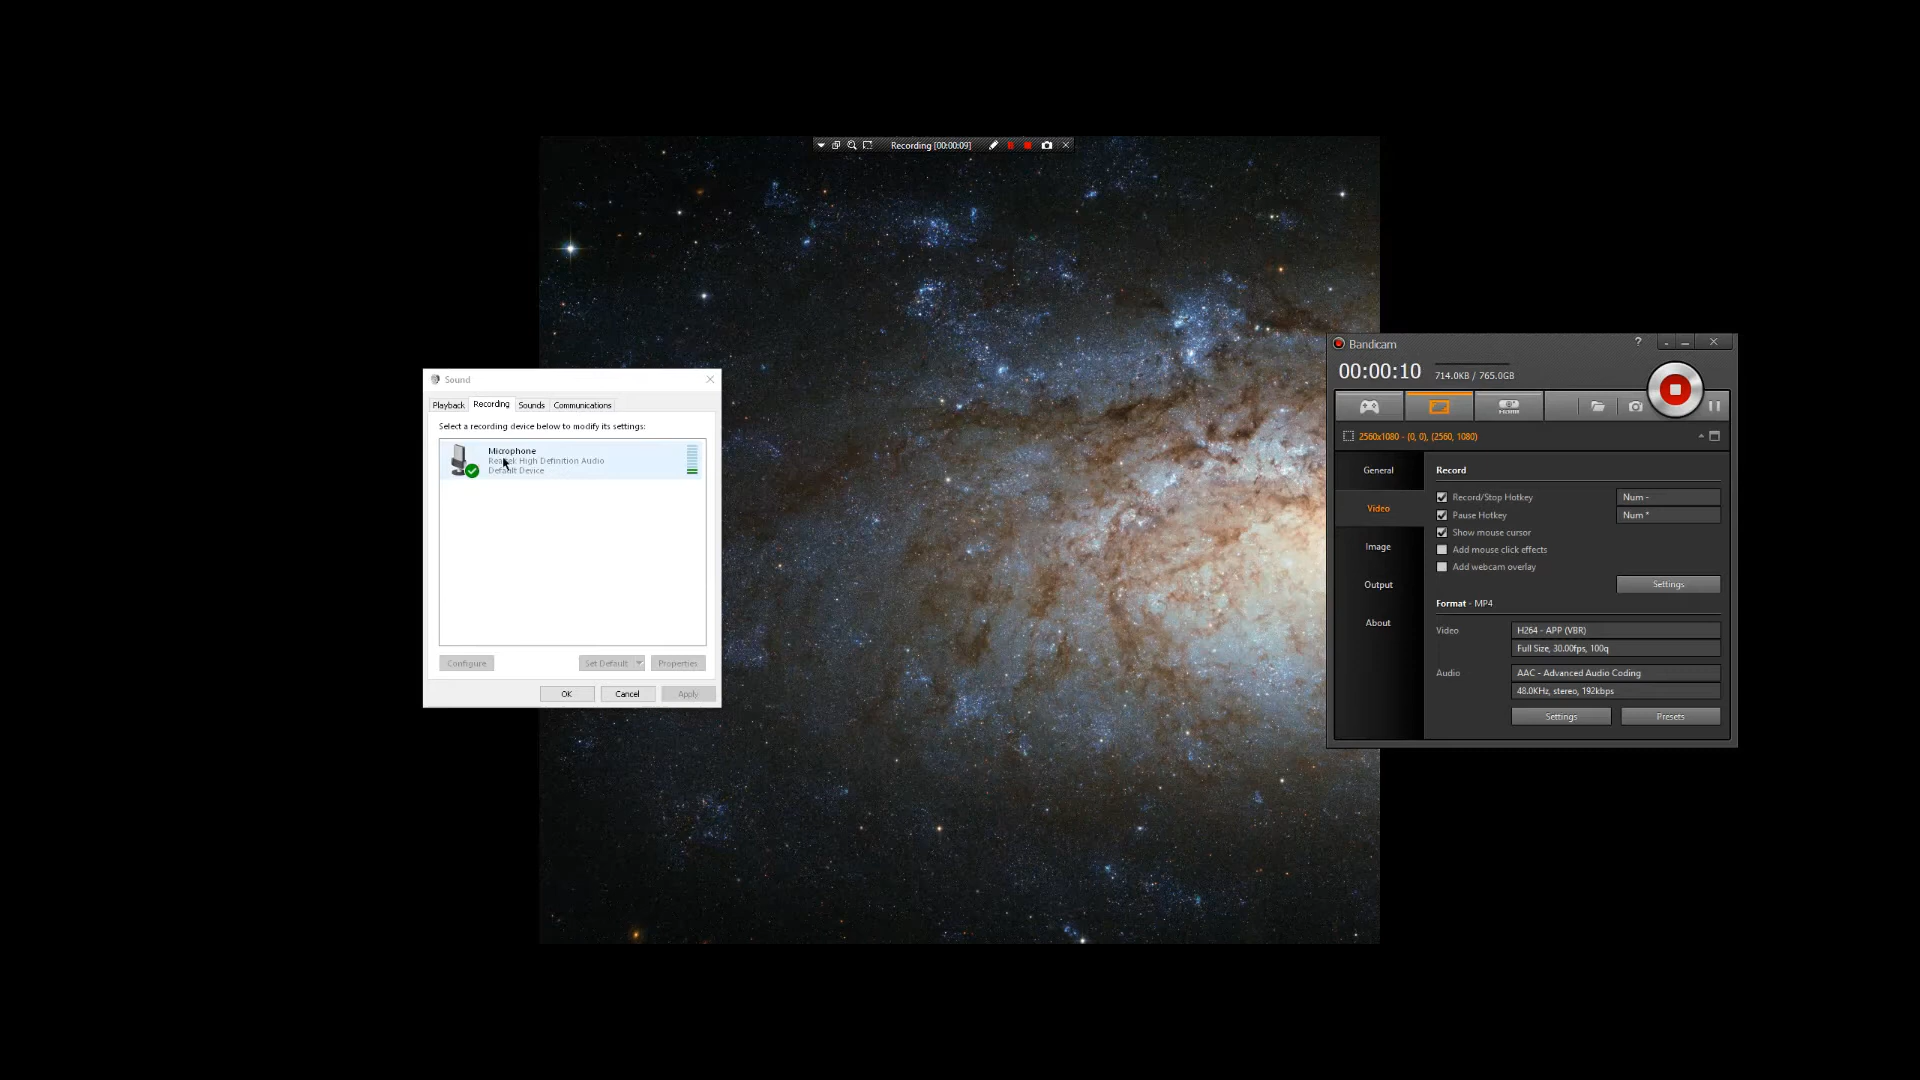 Recording [00:00:09]
Sound
Playback Recording Sounds Communications
Select a recording device below to modify its settings:
Microphone
Realtek High Definition Audio
Default Device
Configure Set Default Properties
OK Cancel Apply
Bandicam ?
00:00:10 714.0KB / 765.0GB
HDMI
2560x1080 - (0, 0), (2560, 1080)
General
Video
Image
Output
About
Record
Record/Stop Hotkey Num -
Pause Hotkey Num *
Show mouse cursor
Add mouse click effects
Add webcam overlay
Settings
Format - MP4
Video H264 - APP (VBR)
Full Size, 30.00fps, 100q
Audio AAC - Advanced Audio Coding
48.0KHz, stereo, 192kbps
Settings Presets